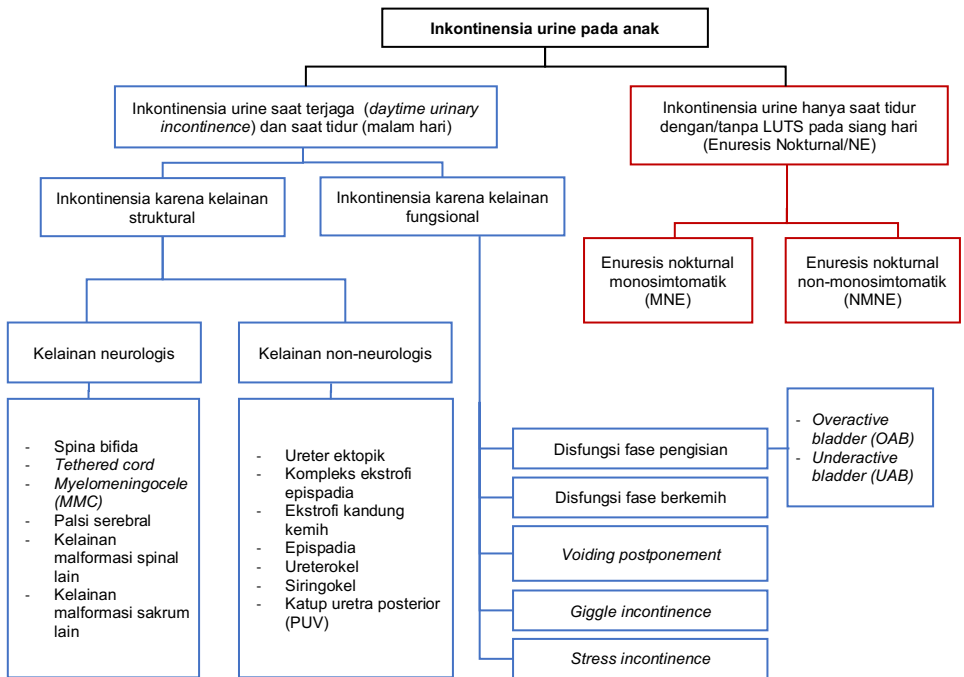 Inkontinensia urine pada anak
Inkontinensia urine saat terjaga (daytime urinary
incontinence) dan saat tidur (malam hari)
Inkontinensia urine hanya saat tidur
dengan/tanpa LUTS pada siang hari
(Enuresis Nokturnal/NE)
Inkontinensia karena kelainan
struktural
Inkontinensia karena kelainan
fungsional
Enuresis nokturnal
monosimtomatik
(MNE)
Enuresis nokturnal
non-monosimtomatik
(NMNE)
Kelainan neurologis
Kelainan non-neurologis
- Spina bifida
- Tethered cord
- Myelomeningocele
(MMC)
- Palsi serebral
- Kelainan
malformasi spinal
lain
- Kelainan
malformasi sakrum
lain
- Ureter ektopik
- Kompleks ekstrofi
epispadia
- Ekstrofi kandung
kemih
- Epispadia
- Ureterokel
- Siringokel
- Katup uretra posterior
(PUV)
Disfungsi fase pengisian
- Overactive
bladder (OAB)
- Underactive
bladder (UAB)
Disfungsi fase berkemih
Voiding postponement
Giggle incontinence
Stress incontinence